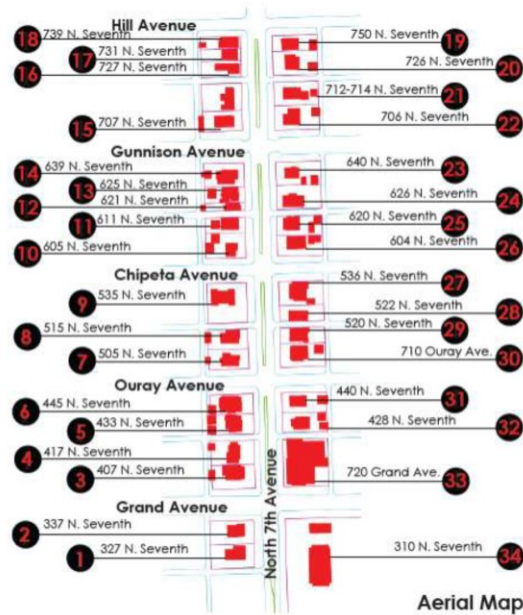 Hill Avenue
18 739 N. Seventh
17 731 N. Seventh
16 727 N. Seventh
15 707 N. Seventh
Gunnison Avenue
14 639 N. Seventh
13 625 N. Seventh
12 621 N. Seventh
11 611 N. Seventh
10 605 N. Seventh
Chipeta Avenue
9 535 N. Seventh
8 515 N. Seventh
7 505 N. Seventh
Ouray Avenue
6 445 N. Seventh
5 433 N. Seventh
4 417 N. Seventh
3 407 N. Seventh
Grand Avenue
2 337 N. Seventh
1 327 N. Seventh
North 7th Avenue
750 N. Seventh 19
726 N. Seventh 20
712-714 N. Seventh 21
706 N. Seventh 22
640 N. Seventh 23
626 N. Seventh 24
620 N. Seventh 25
604 N. Seventh 26
536 N. Seventh 27
522 N. Seventh 28
520 N. Seventh 29
710 Ouray Ave. 30
440 N. Seventh 31
428 N. Seventh 32
720 Grand Ave. 33
310 N. Seventh 34
Aerial Map